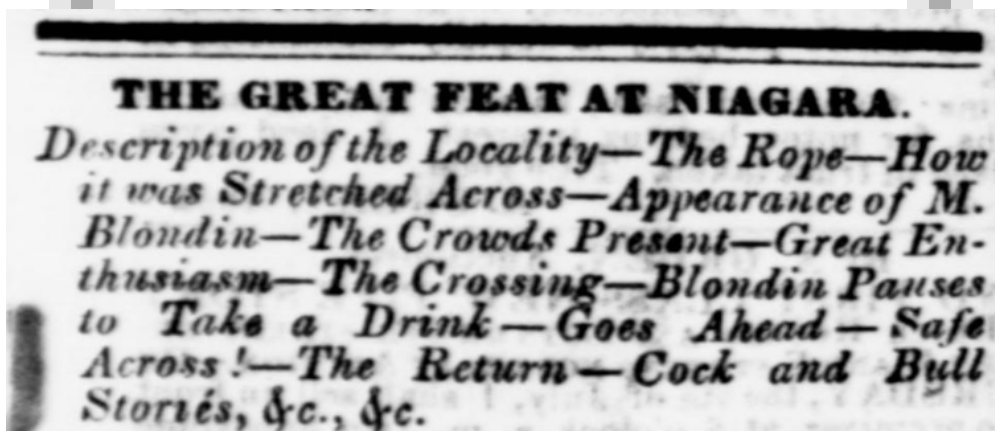 THE GREAT FEAT AT NIAGARA.
Description of the Locality—The Rope—How
it was Stretched Across—Appearance of M.
Blondin—The Crowds Present—Great En-
thusiasm—The Crossing—Blondin Pauses
to Take a Drink—Goes Ahead—Safe
Across!—The Return—Cock and Bull
Stories, &c., &c.